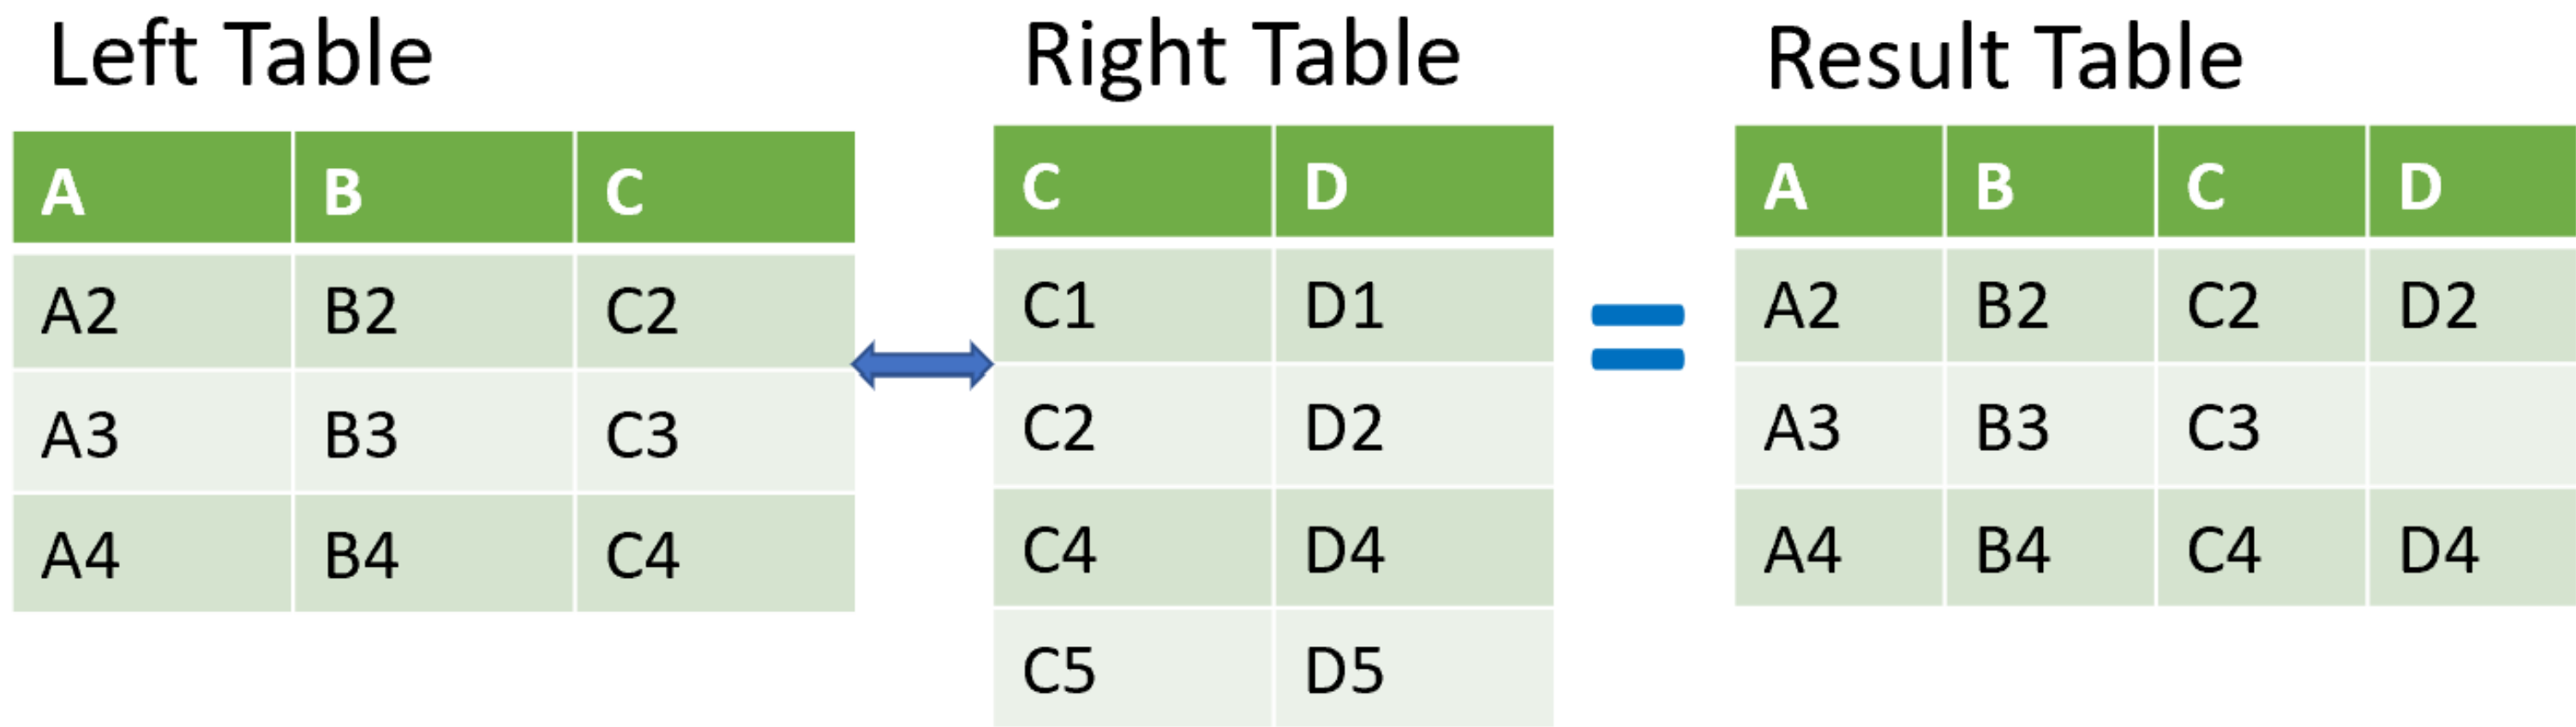 Left Table
A B C
A2 B2 C2
A3 B3 C3
A4 B4 C4
Right Table
C D
C1 D1
C2 D2
C4 D4
C5 D5
=
Result Table
A B C D
A2 B2 C2 D2
A3 B3 C3
A4 B4 C4 D4